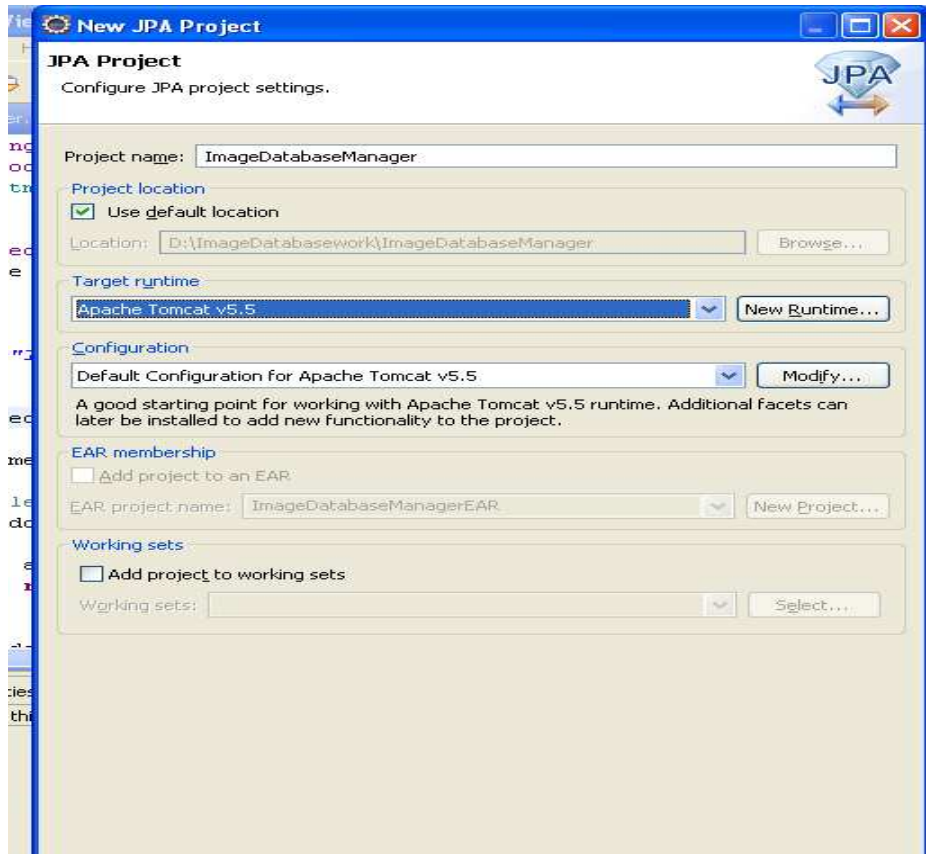 New JPA Project
JPA Project
Configure JPA project settings.
JPA
Project name: ImageDatabaseManager
Project location
Use default location
Location: D:\ImageDatabasework\ImageDatabaseManager Browse...
Target runtime
Apache Tomcat v5.5 New Runtime...
Configuration
Default Configuration for Apache Tomcat v5.5 Modify...
A good starting point for working with Apache Tomcat v5.5 runtime. Additional facets can
later be installed to add new functionality to the project.
EAR membership
Add project to an EAR
EAR project name: ImageDatabaseManagerEAR New Project...
Working sets
Add project to working sets
Working sets: Select...